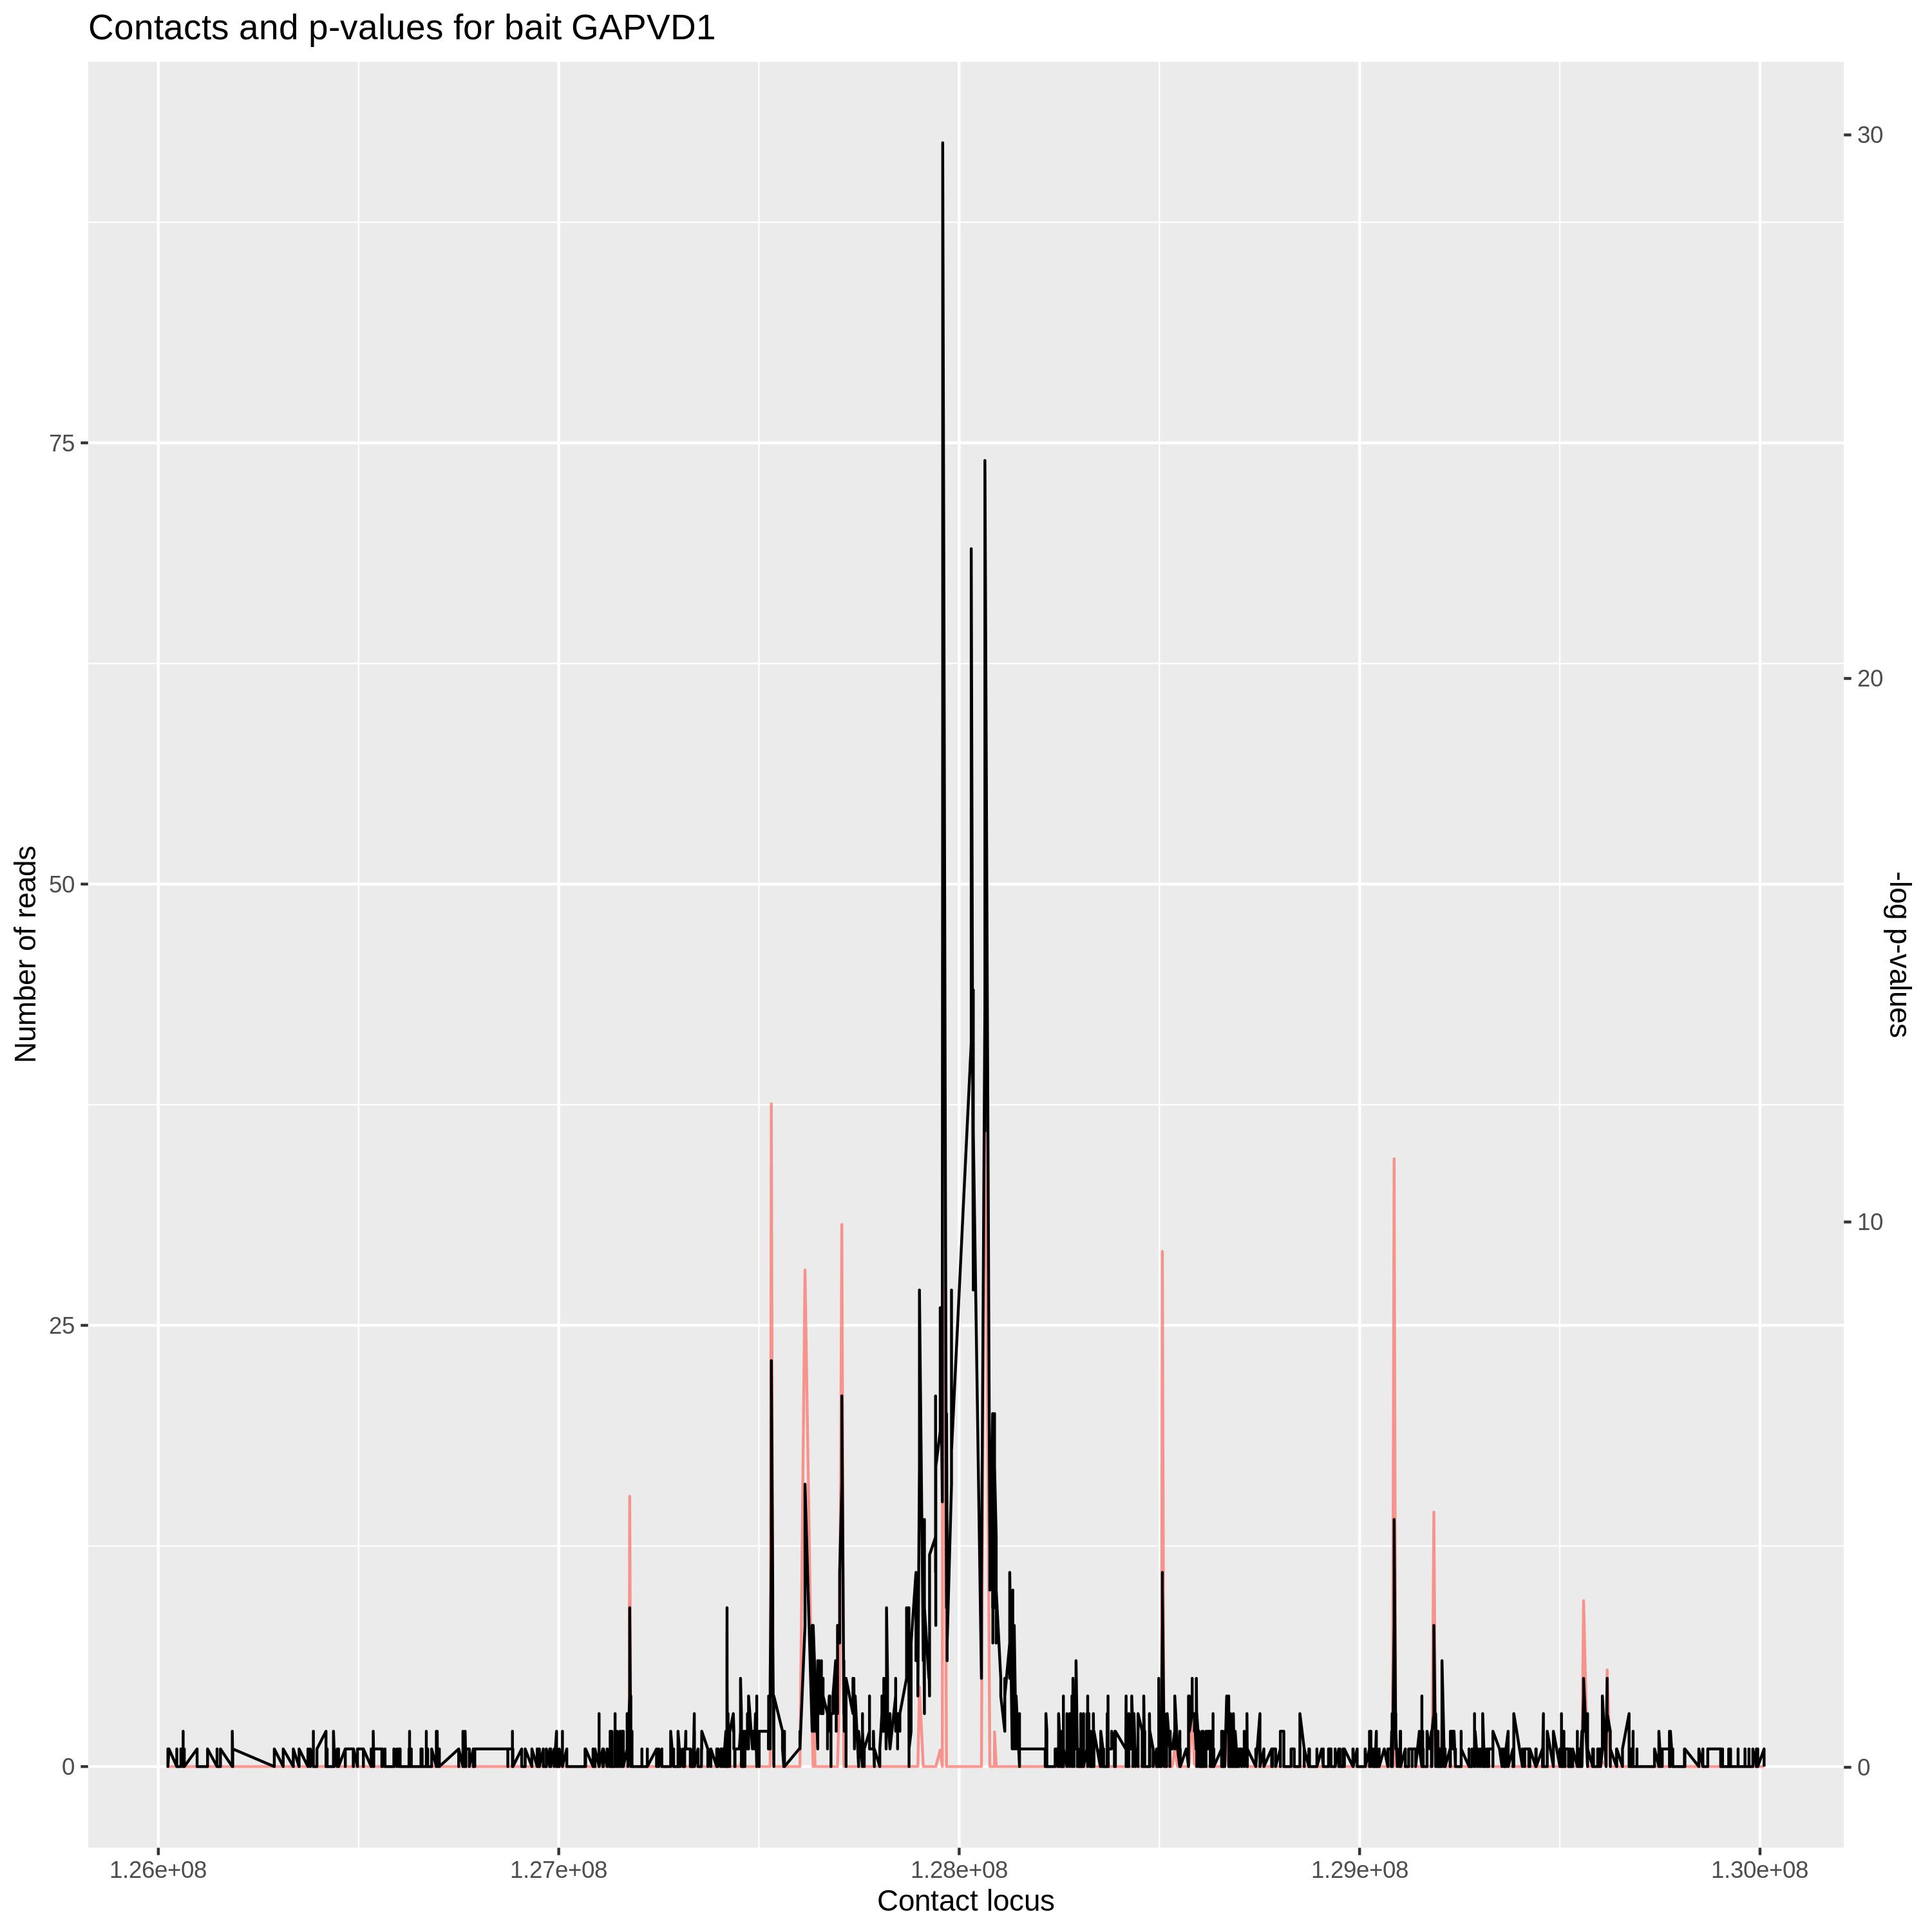 Contacts and p-values for bait GAPVD1
30
75
20
50
Number of reads
-log p-values
10
25
0
0
1.26e+08
1.27e+08
1.28e+08
1.29e+08
1.30e+08
Contact locus